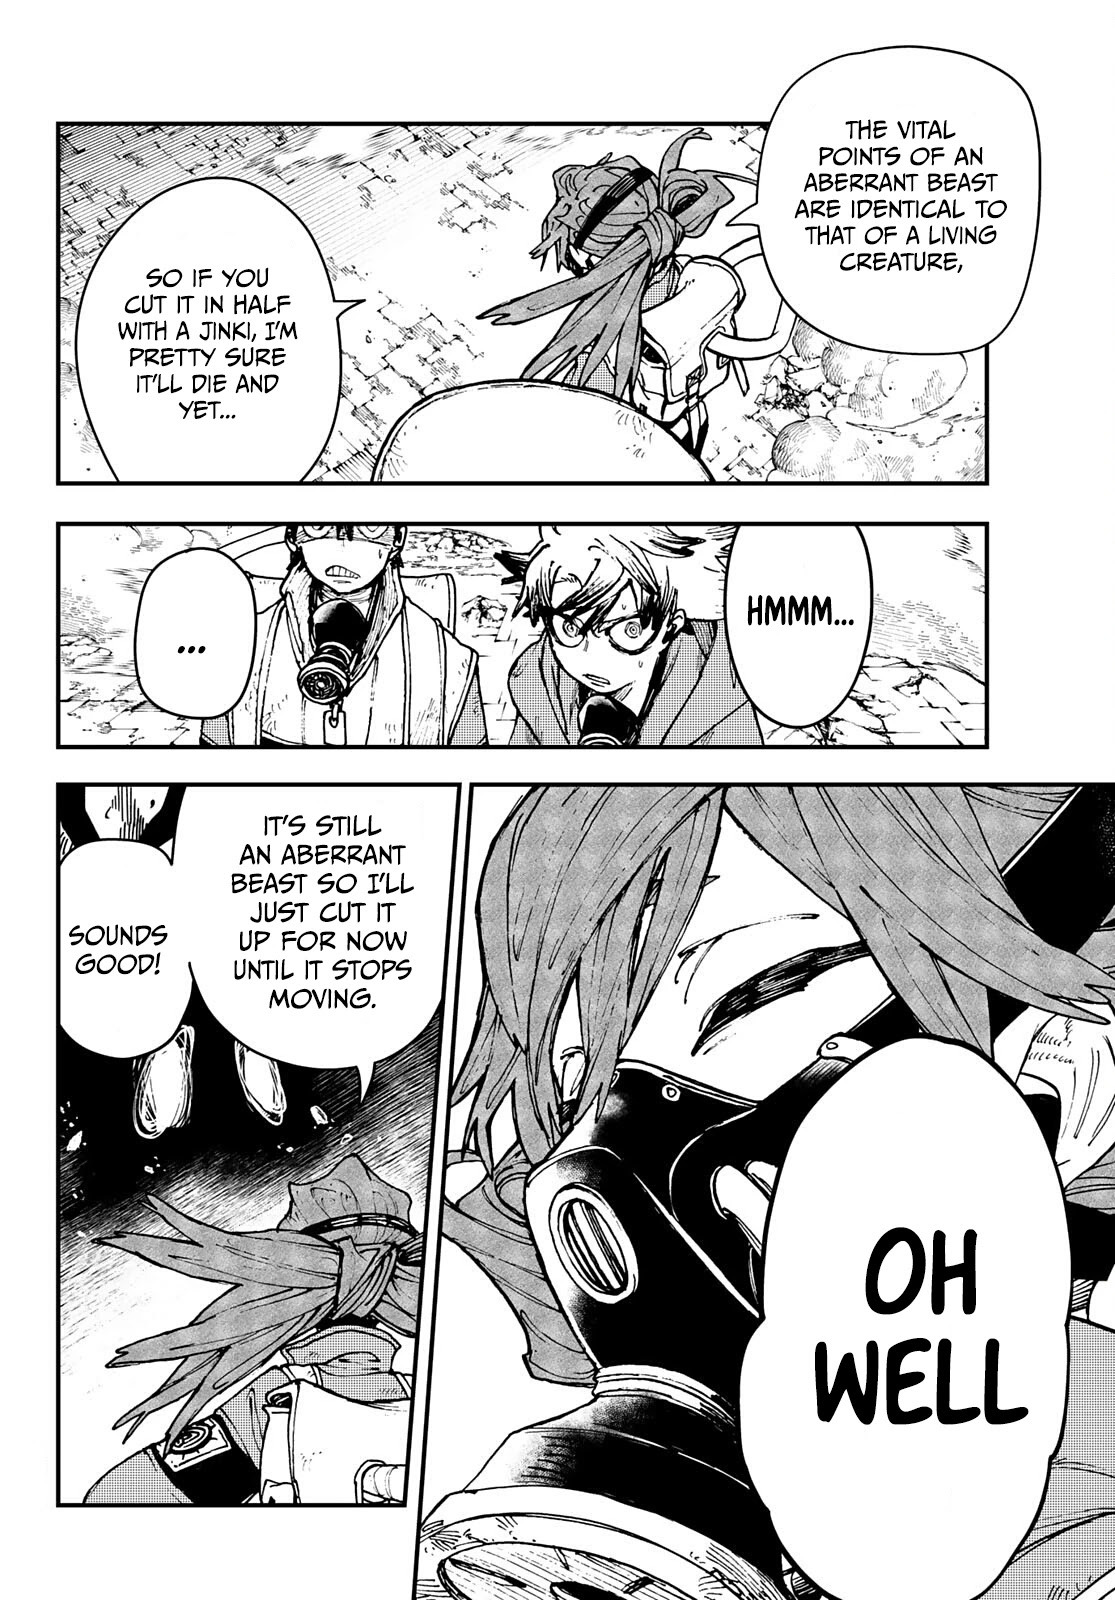 THE VITAL
POINTS OF AN
ABERRANT BEAST
ARE IDENTICAL TO
THAT OF A LIVING
CREATURE,
SO IF YOU
CUT IT IN HALF
WITH A JINKI, I'M
PRETTY SURE
IT'LL DIE AND
YET...
HMMM...
...
OH
WELL
IT'S STILL
AN ABERRANT
BEAST SO I'LL
JUST CUT IT
UP FOR NOW
UNTIL IT STOPS
MOVING.
SOUNDS
GOOD!